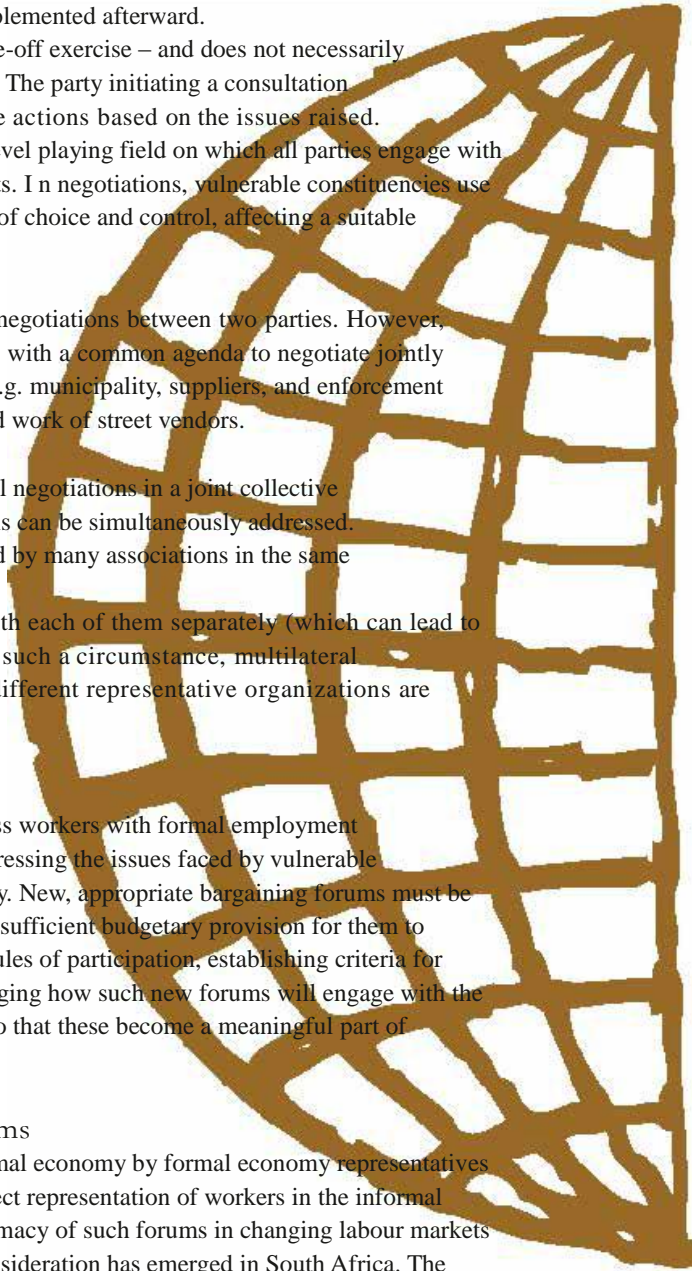 plemented afterward.
e-off exercise – and does not necessarily
The party initiating a consultation
e actions based on the issues raised.
evel playing field on which all parties engage with
ts. I n negotiations, vulnerable constituencies use
of choice and control, affecting a suitable
negotiations between two parties. However,
with a common agenda to negotiate jointly
.g. municipality, suppliers, and enforcement
d work of street vendors.
l negotiations in a joint collective
s can be simultaneously addressed.
d by many associations in the same
th each of them separately (which can lead to
such a circumstance, multilateral
different representative organizations are
ss workers with formal employment
ressing the issues faced by vulnerable
y. New, appropriate bargaining forums must be
sufficient budgetary provision for them to
ules of participation, establishing criteria for
ging how such new forums will engage with the
o that these become a meaningful part of
ms
mal economy by formal economy representatives
ect representation of workers in the informal
macy of such forums in changing labour markets
sideration has emerged in South Africa. The